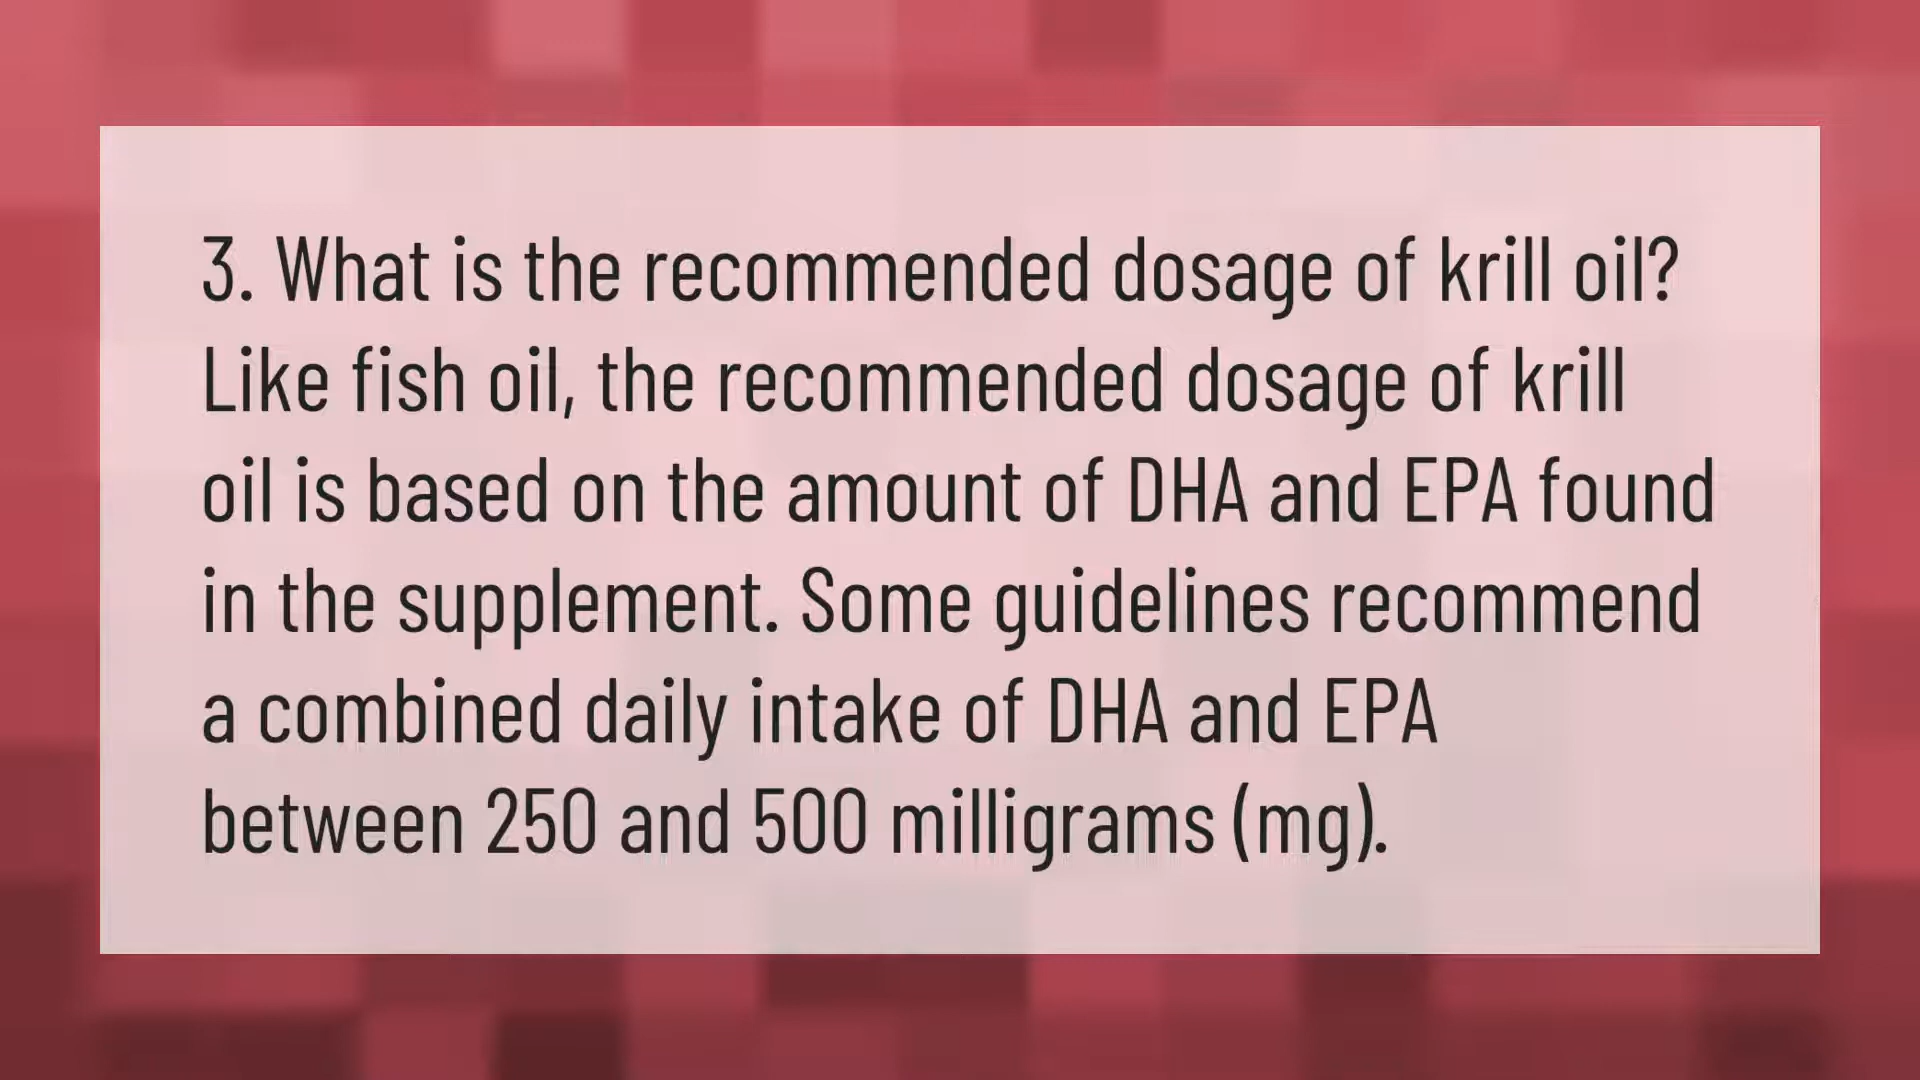 3. What is the recommended dosage of krill oil?
Like fish oil, the recommended dosage of krill
oil is based on the amount of DHA and EPA found
in the supplement. Some guidelines recommend
a combined daily intake of DHA and EPA
between 250 and 500 milligrams (mg).